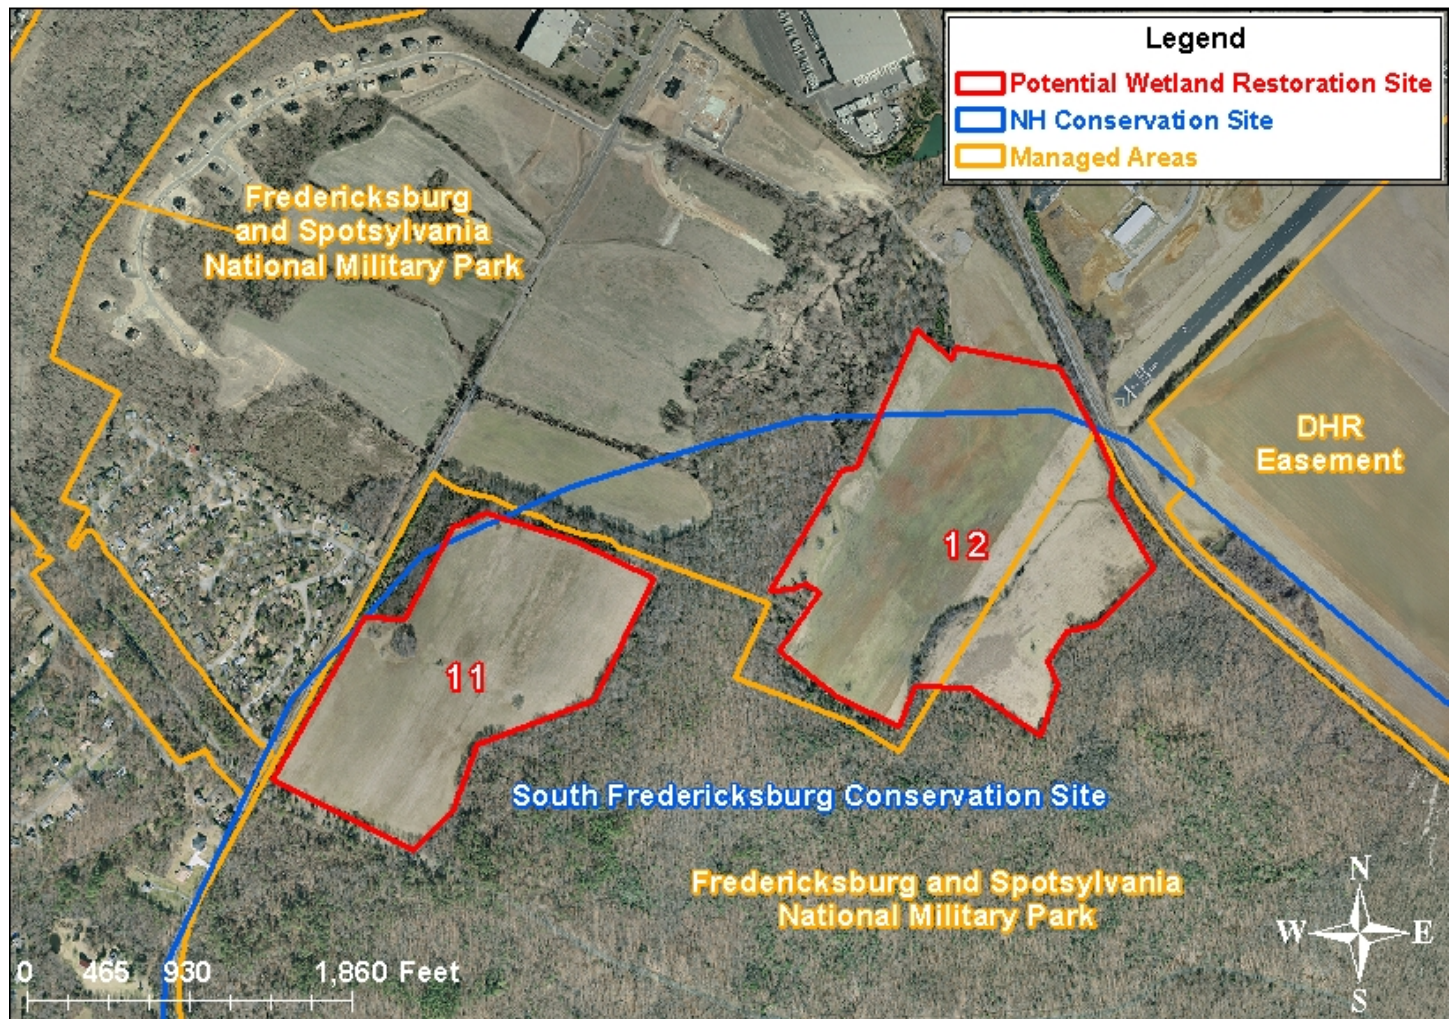 Legend
Potential Wetland Restoration Site
NH Conservation Site
Managed Areas
Fredericksburg
and Spotsylvania
National Military Park
DHR
Easement
12
11
South Fredericksburg Conservation Site
Fredericksburg and Spotsylvania
National Military Park
N
W E
S
0 465 930 1,860 Feet